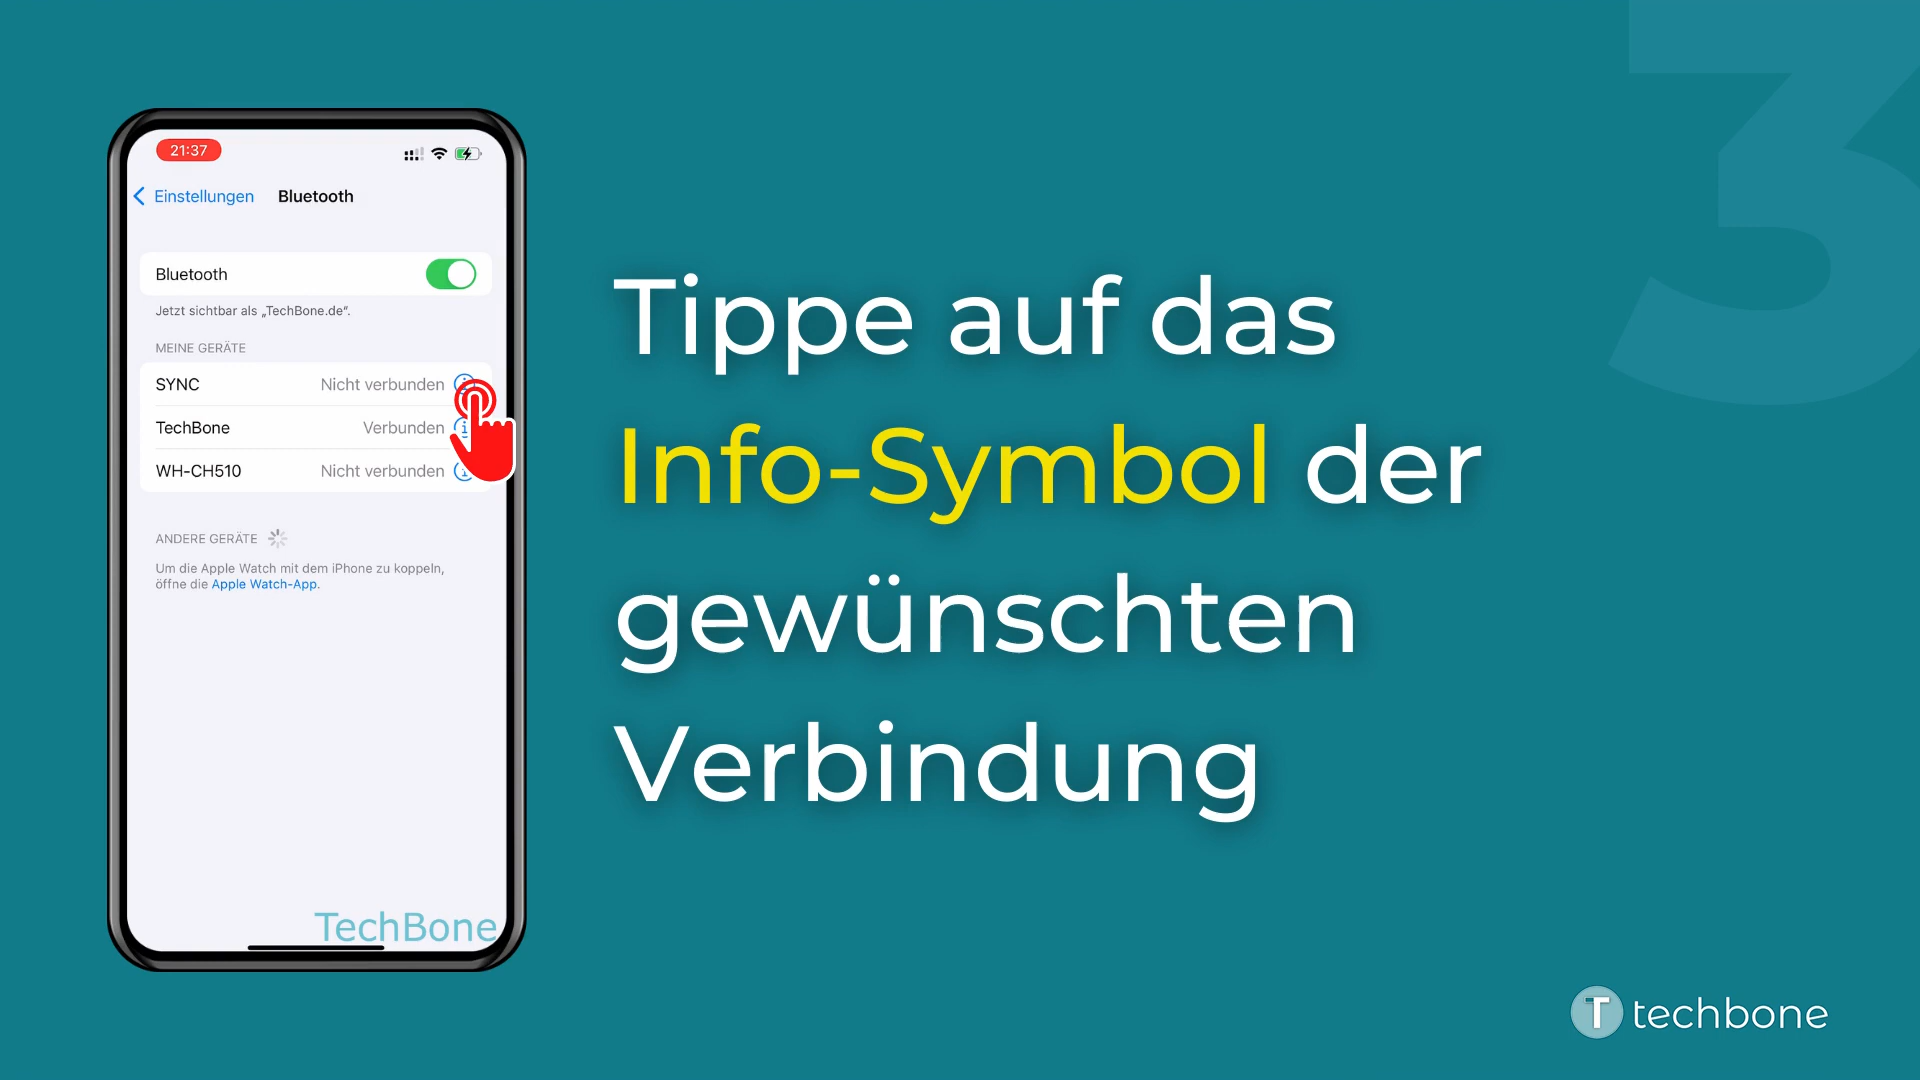 3
21:37
Einstellungen Bluetooth
Bluetooth
Jetzt sichtbar als „TechBone.de“.
MEINE GERÄTE
SYNC Nicht verbunden
TechBone Verbunden
WH-CH510 Nicht verbunden
ANDERE GERÄTE
Um die Apple Watch mit dem iPhone zu koppeln,
öffne die Apple Watch-App.
TechBone
Tippe auf das
Info-Symbol der
gewünschten
Verbindung
T techbone